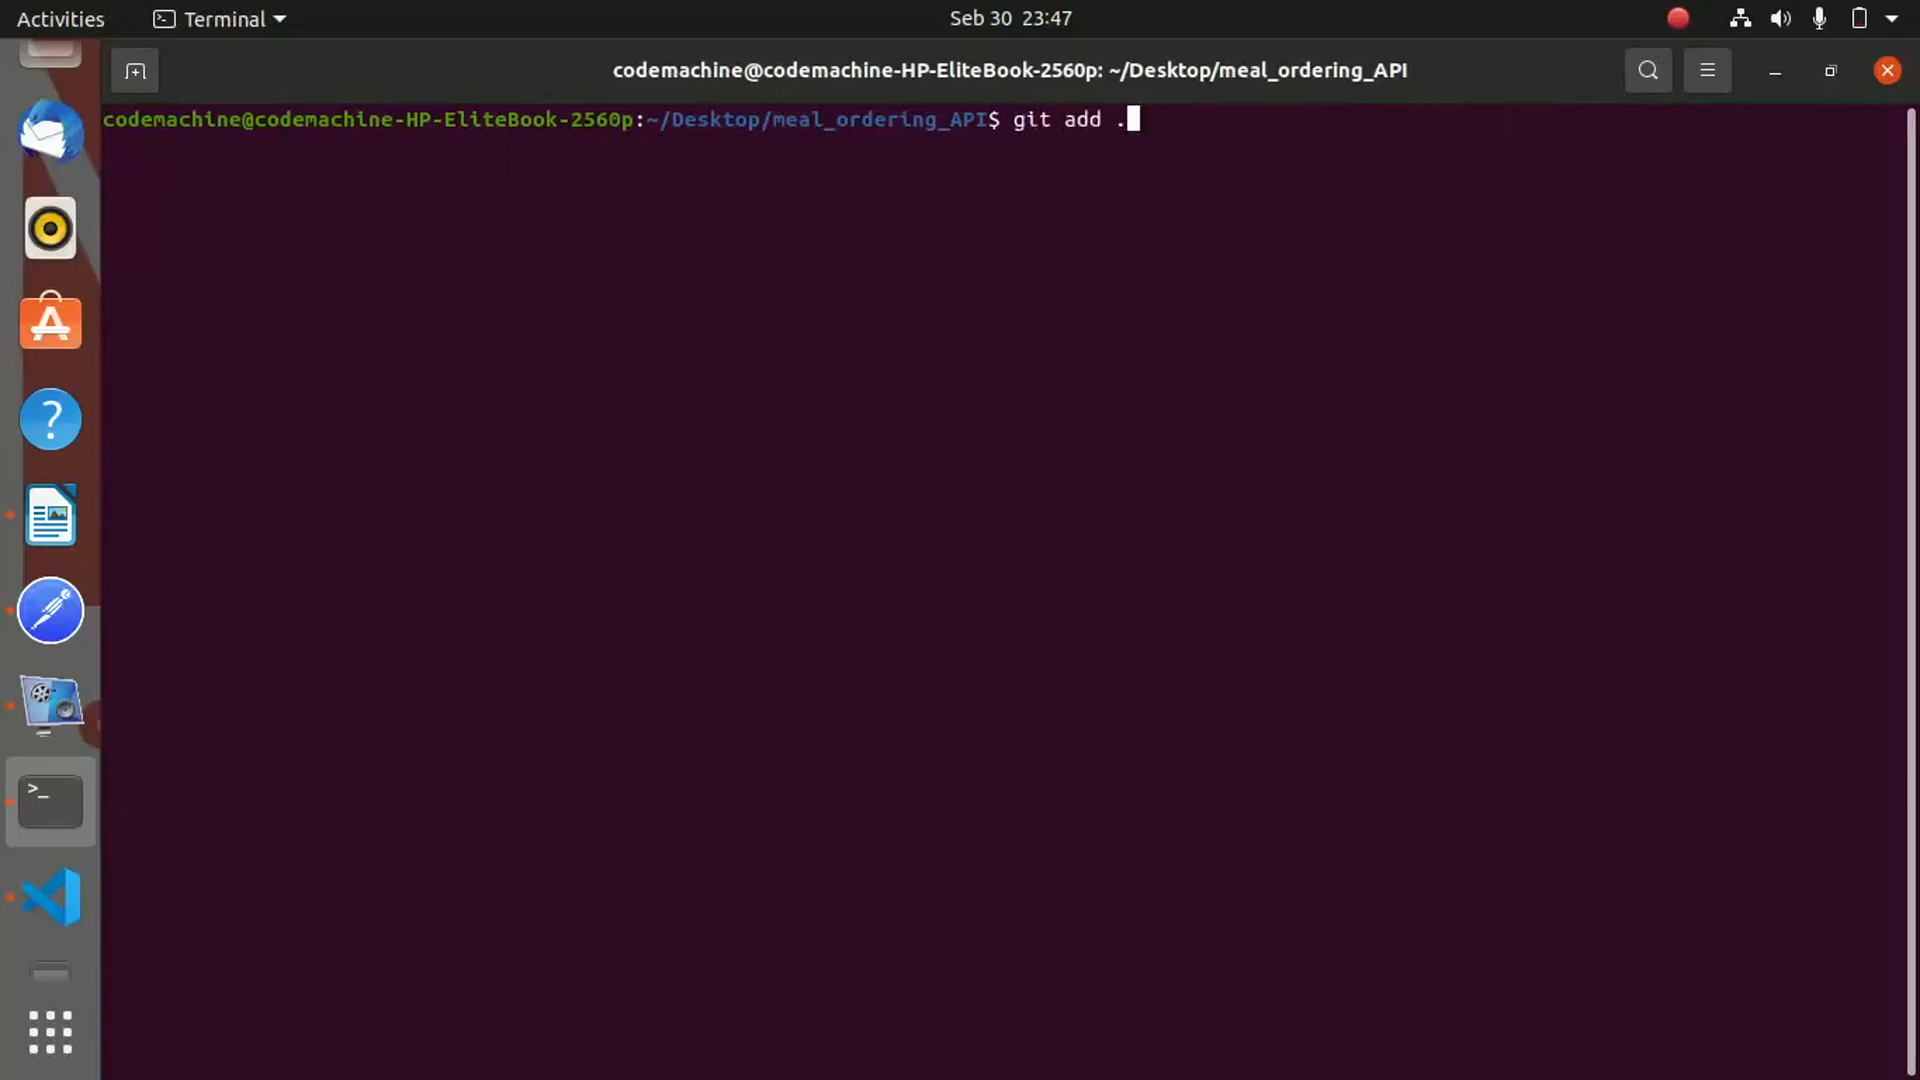 Activities Terminal Seb 30 23:47
codemachine@codemachine-HP-EliteBook-2560p: ~/Desktop/meal_ordering_API
codemachine@codemachine-HP-EliteBook-2560p:~/Desktop/meal_ordering_API$ git add .